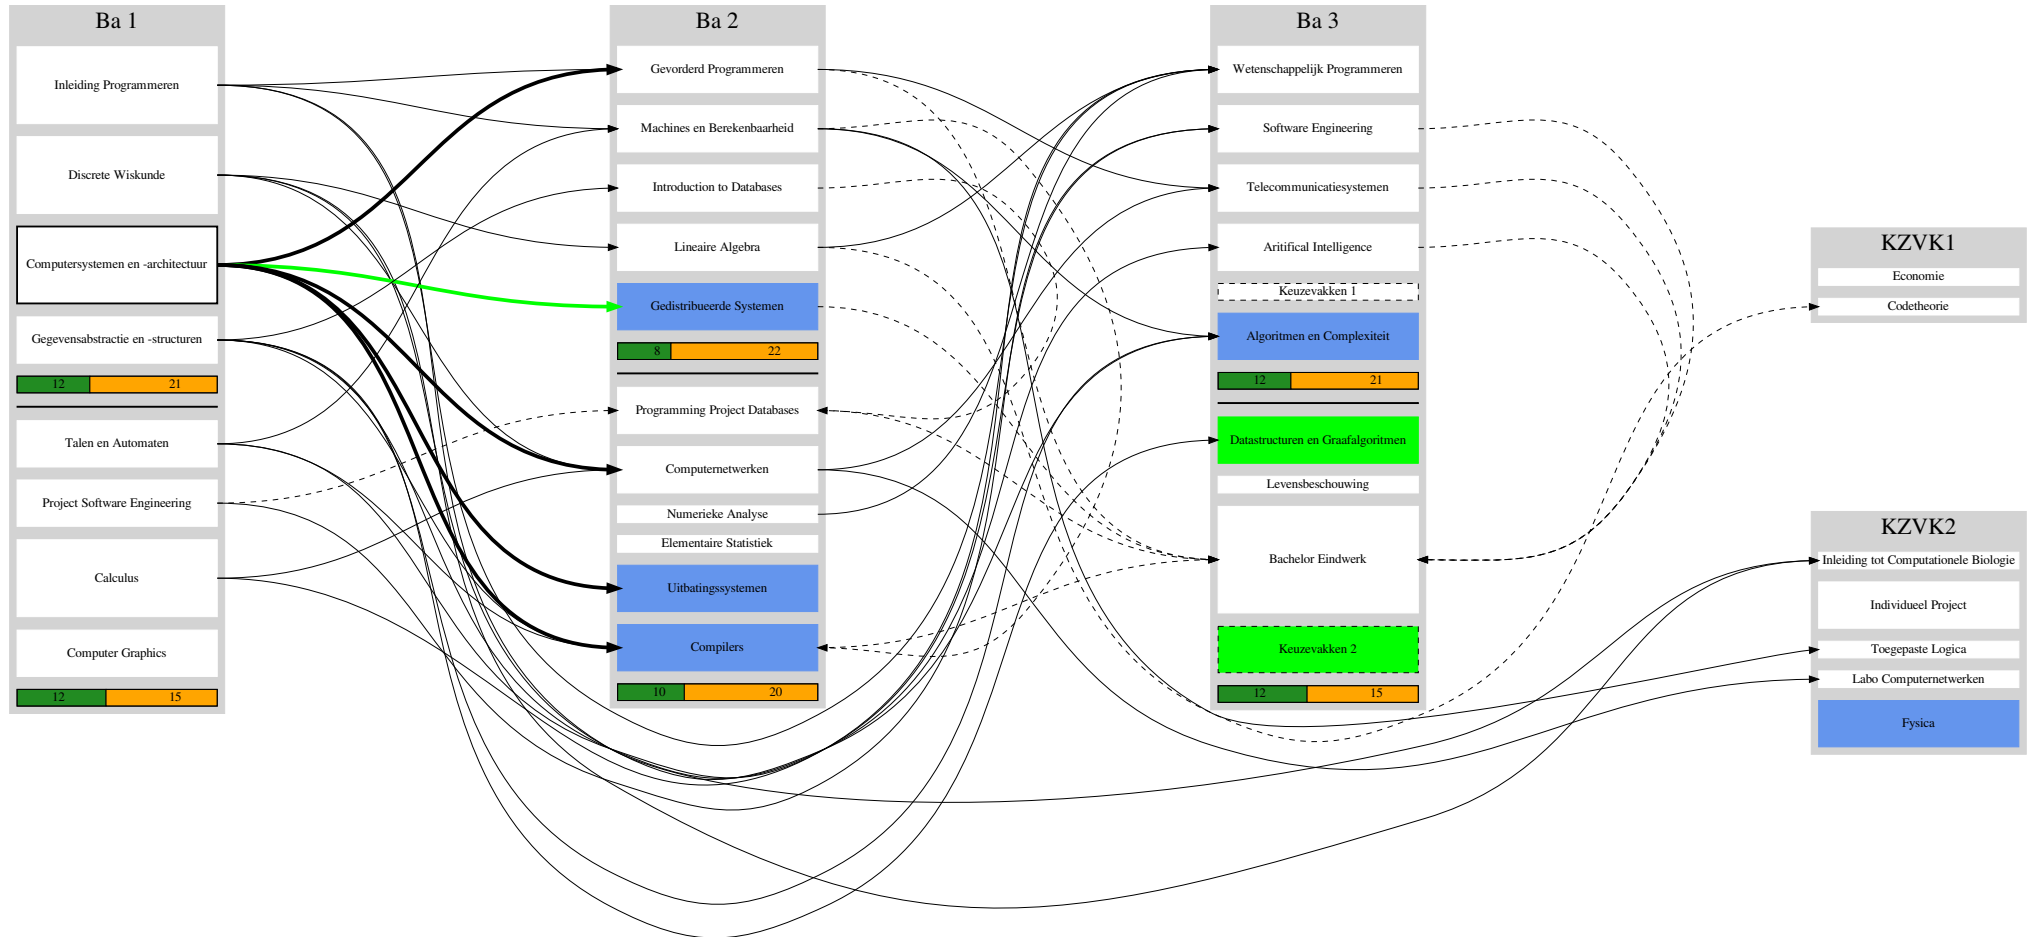 Ba 1
Inleiding Programmeren
Discrete Wiskunde
Computersystemen en -architectuur
Gegevensabstractie en -structuren
12 21
Talen en Automaten
Project Software Engineering
Calculus
Computer Graphics
12 15
Ba 2
Gevorderd Programmeren
Machines en Berekenbaarheid
Introduction to Databases
Lineaire Algebra
Gedistribueerde Systemen
8 22
Programming Project Databases
Computernetwerken
Numerieke Analyse
Elementaire Statistiek
Uitbatingssystemen
Compilers
10 20
Ba 3
Wetenschappelijk Programmeren
Software Engineering
Telecommunicatiesystemen
Aritifical Intelligence
Keuzevakken 1
Algoritmen en Complexiteit
12 21
Datastructuren en Graafalgoritmen
Levensbeschouwing
Bachelor Eindwerk
Keuzevakken 2
12 15
KZVK1
Economie
Codetheorie
KZVK2
Inleiding tot Computationele Biologie
Individueel Project
Toegepaste Logica
Labo Computernetwerken
Fysica